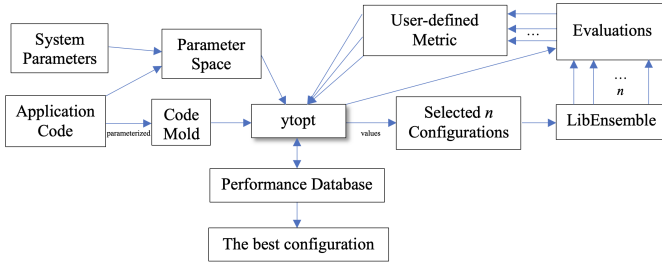 System
Parameters
Parameter
Space
User-defined
Metric
...
Evaluations
...
n
Application
Code
parameterized
Code
Mold
ytopt
values
Selected n
Configurations
LibEnsemble
Performance Database
The best configuration